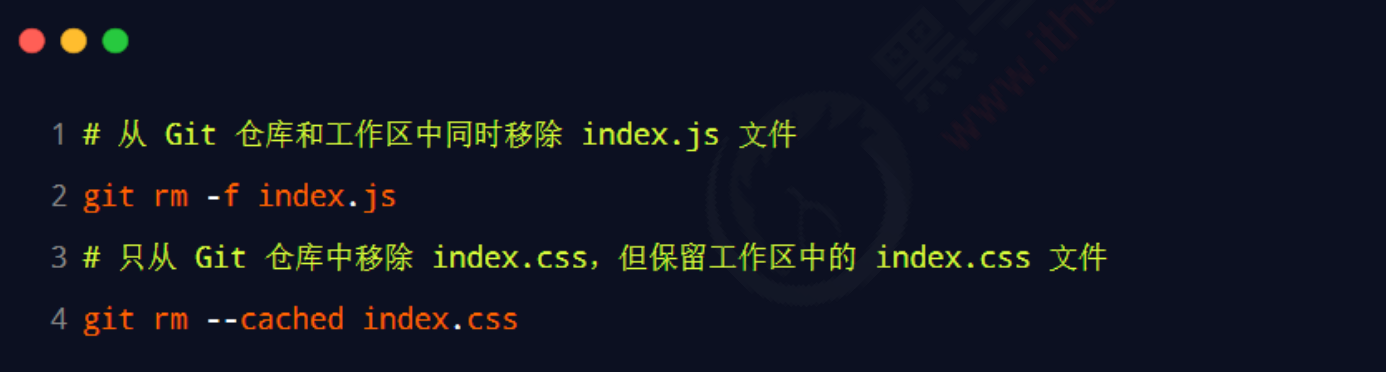 1 # 从 Git 仓库和工作区中同时移除 index.js 文件
2 git rm -f index.js
3 # 只从 Git 仓库中移除 index.css，但保留工作区中的 index.css 文件
4 git rm --cached index.css